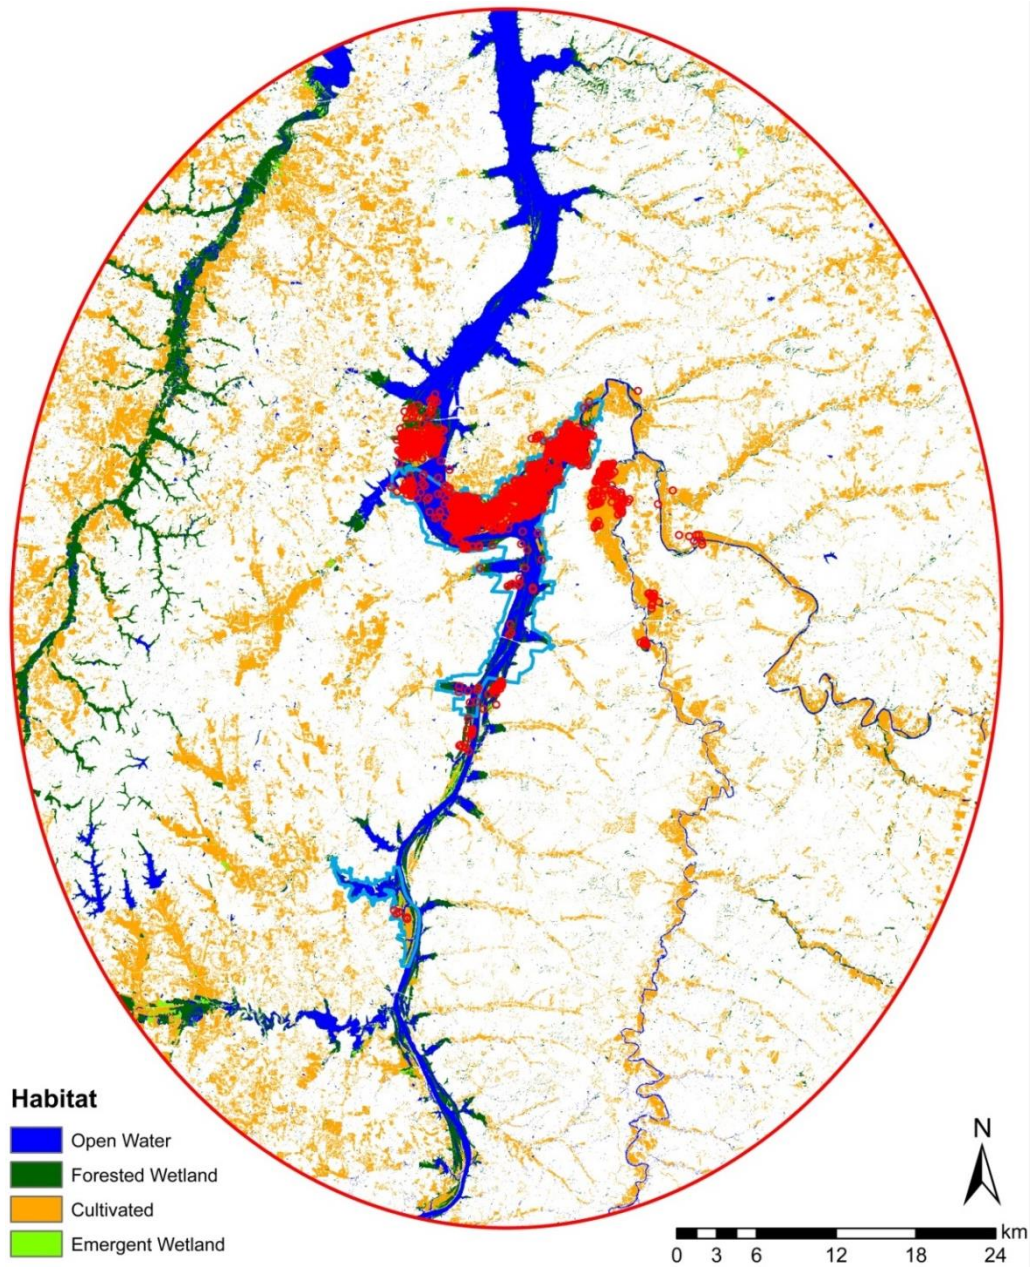 Habitat
Open Water
Forested Wetland
Cultivated
Emergent Wetland
N
km
0 3 6 12 18 24